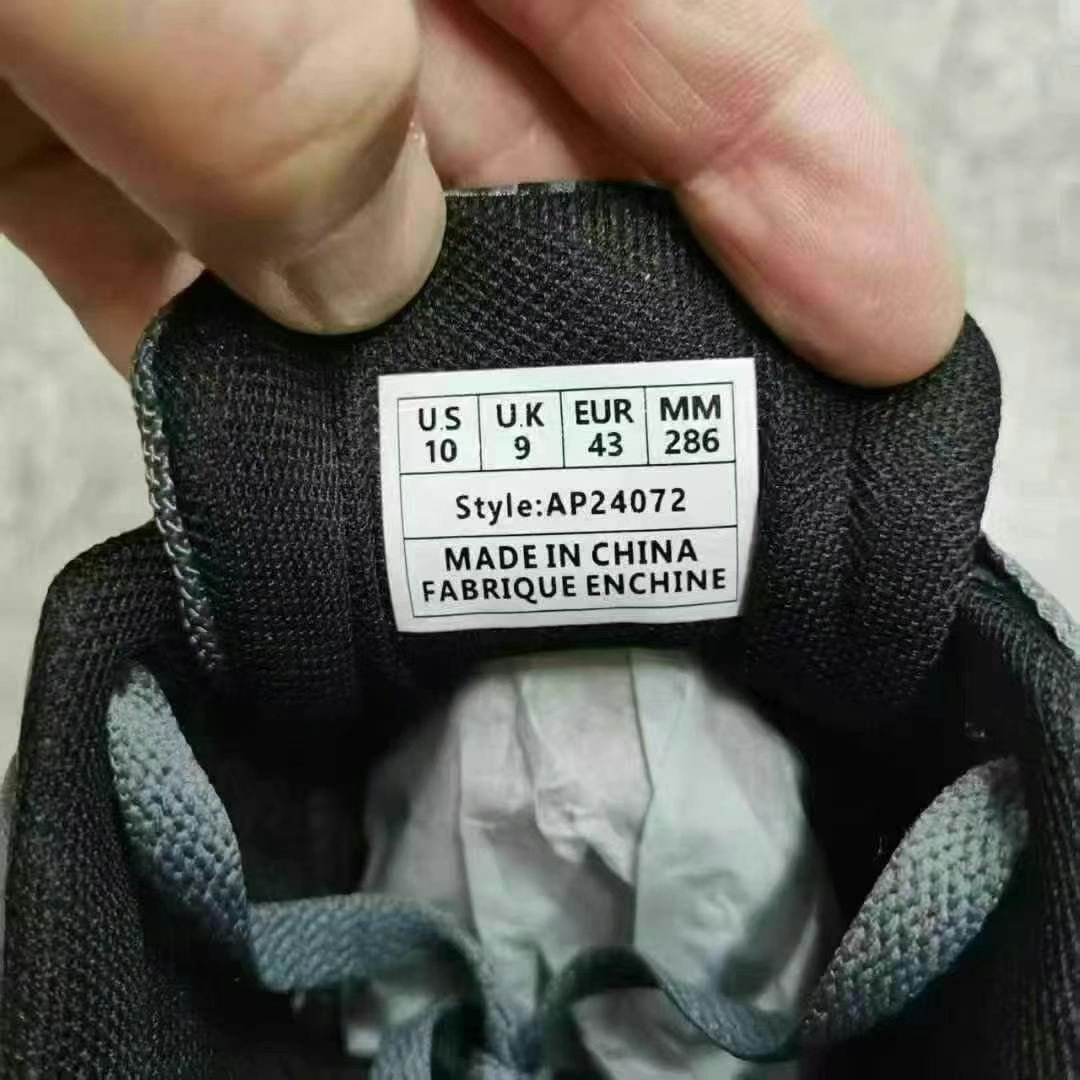 U.S U.K EUR MM
10 9 43 286
Style:AP24072
MADE IN CHINA
FABRIQUE ENCHINE